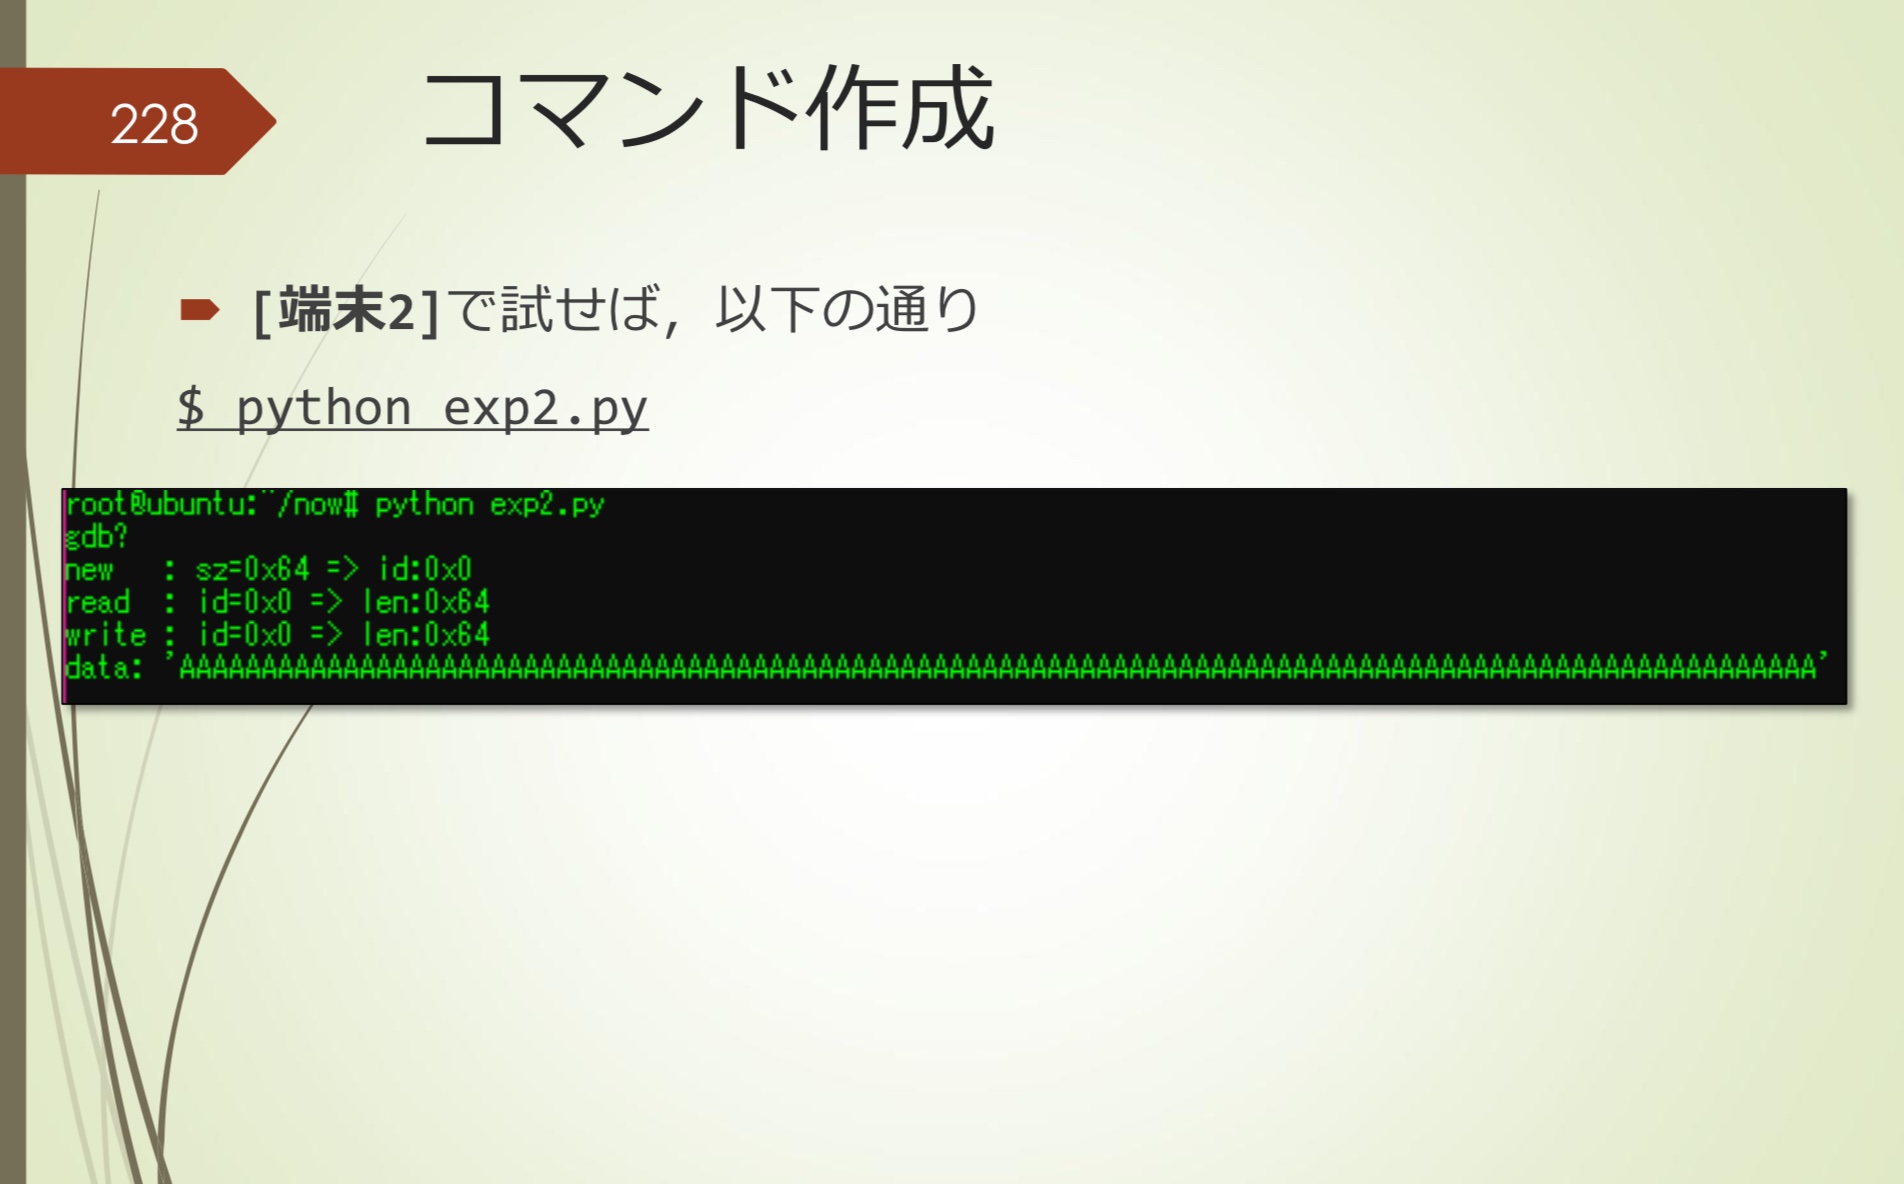 228
コマンド作成
[端末2]で試せば，以下の通り
$ python exp2.py
root@ubuntu:~/now# python exp2.py
gdb?
new   : sz=0x64 => id:0x0
read  : id=0x0 => len:0x64
write : id=0x0 => len:0x64
data: 'AAAAAAAAAAAAAAAAAAAAAAAAAAAAAAAAAAAAAAAAAAAAAAAAAAAAAAAAAAAAAAAAAAAAAAAAAAAAAAAAAAAAAAAAAAAAAAAAAAAA'